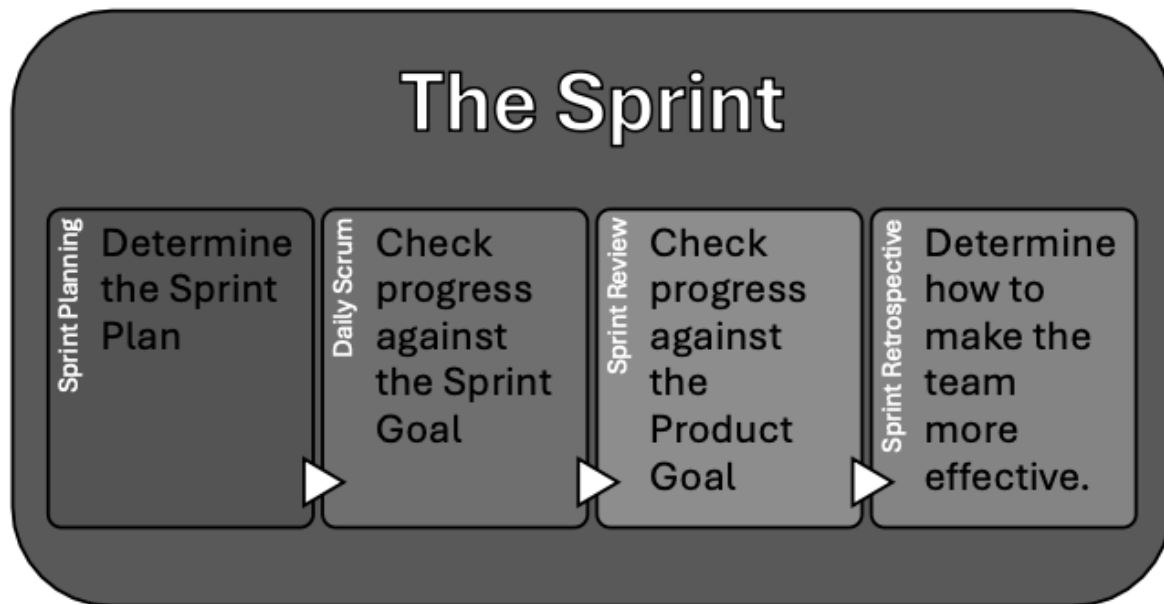 The Sprint
Sprint Planning
Determine
the Sprint
Plan
Daily Scrum
Check
progress
against
the Sprint
Goal
Sprint Review
Check
progress
against
the
Product
Goal
Sprint Retrospective
Determine
how to
make the
team
more
effective.